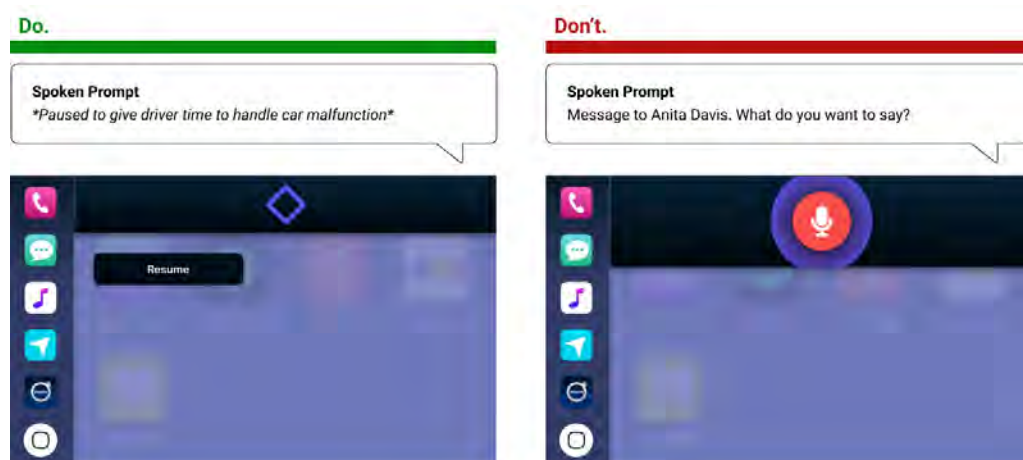 Do.
Spoken Prompt
*Paused to give driver time to handle car malfunction*
Resume
Don't.
Spoken Prompt
Message to Anita Davis. What do you want to say?